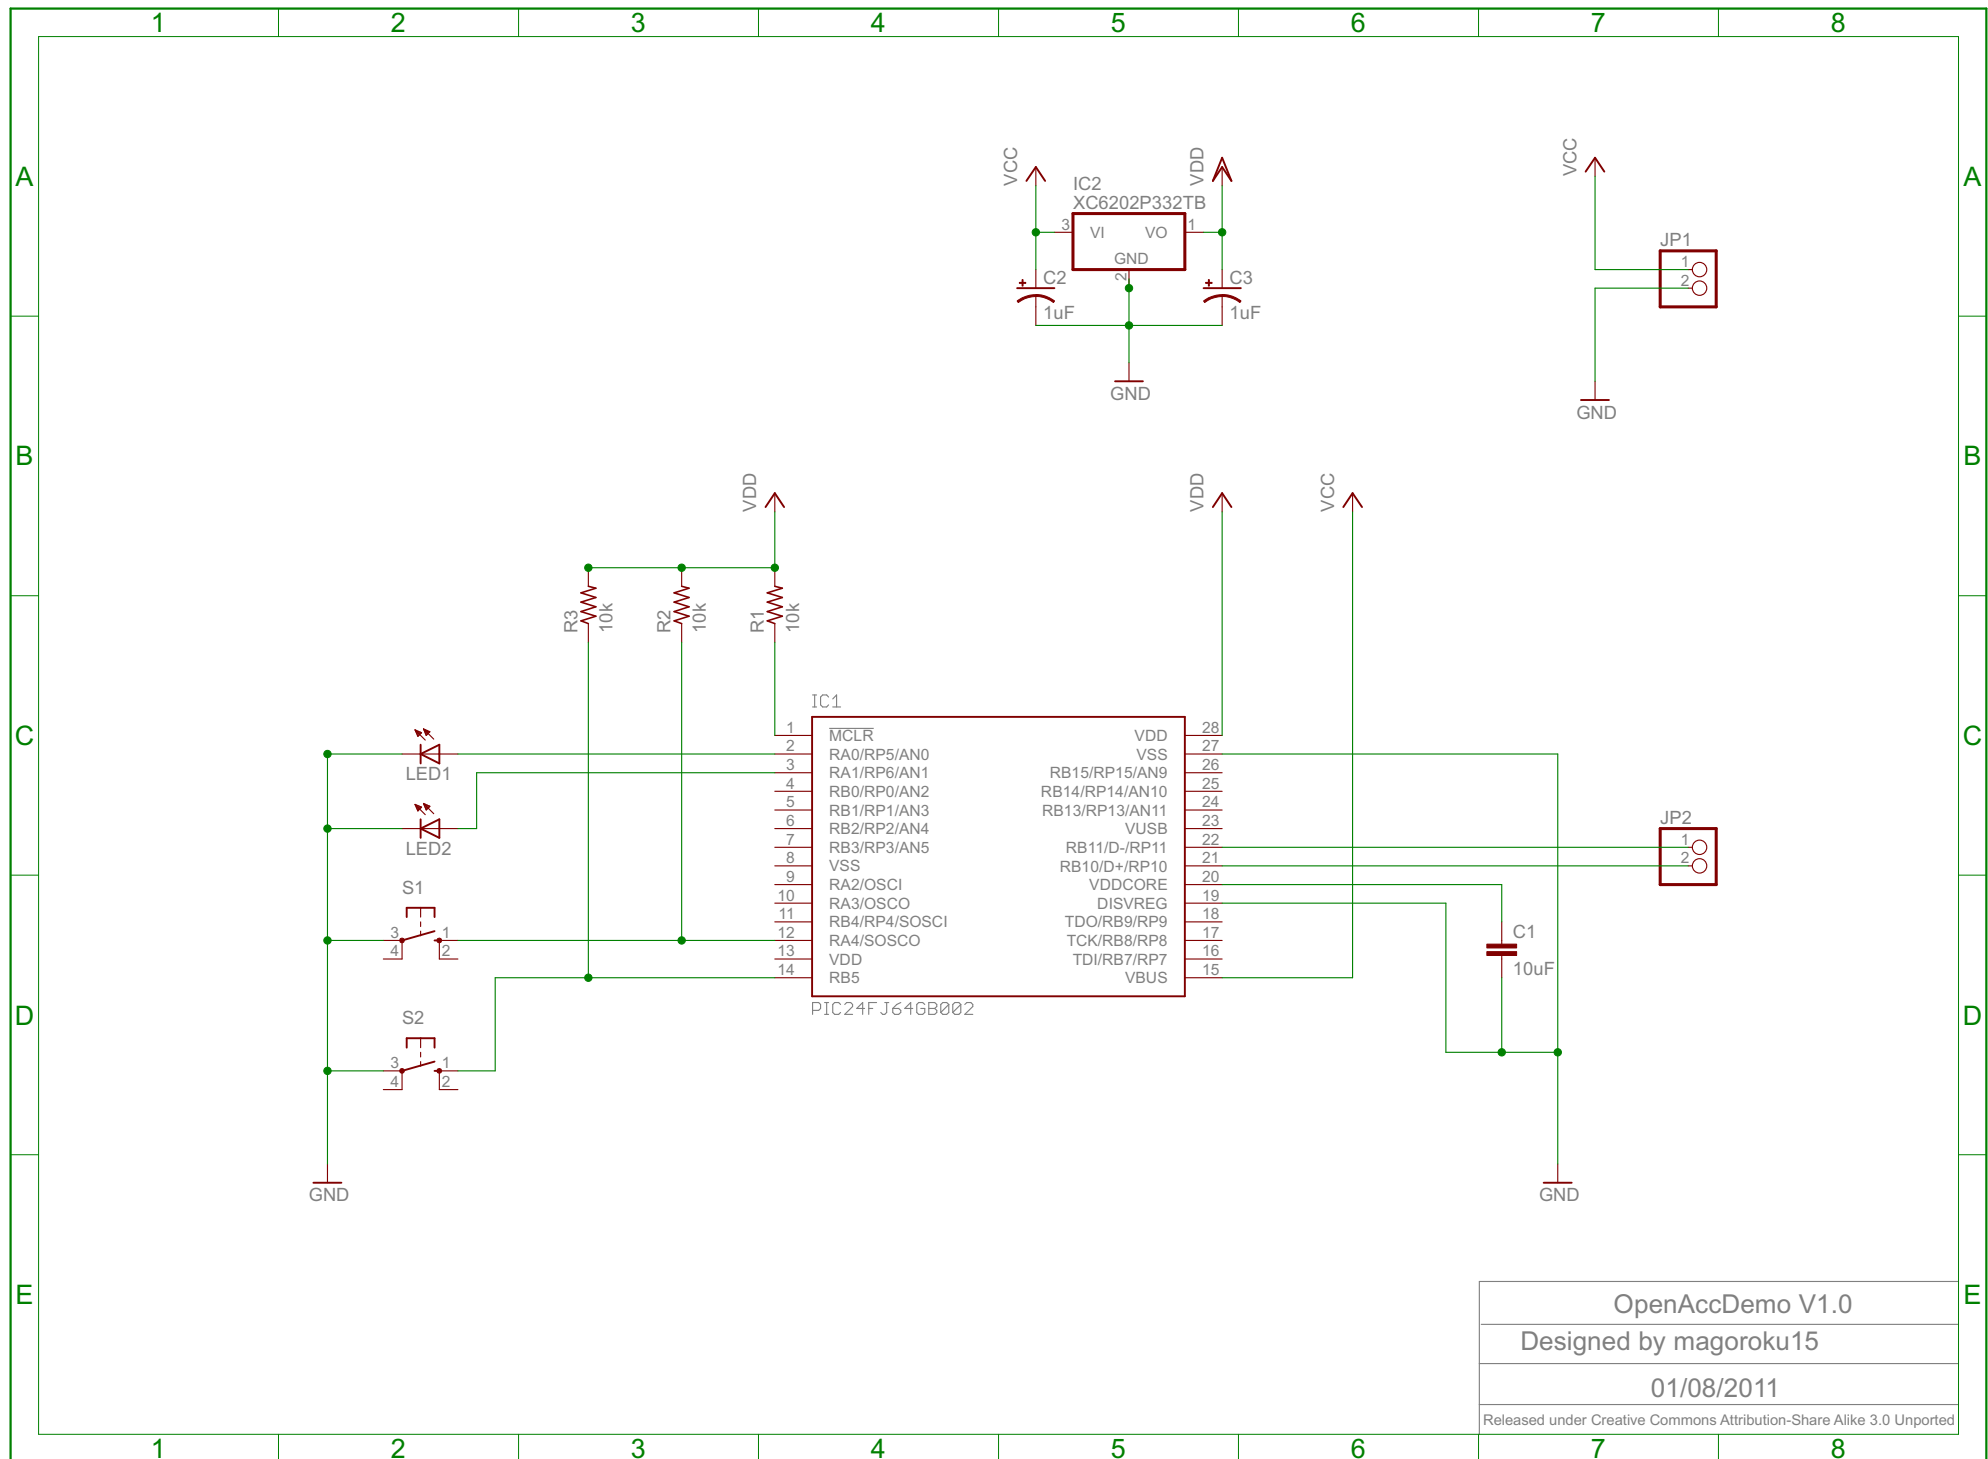 1 2 3 4 5 6 7 8
A A
VCC
VDD
VCC
IC2
XC6202P332TB
3 VI VO 1
GND
2
C2
1uF
C3
1uF
GND
JP1
1
2
GND
B B
VDD
VDD
VCC
R3
10k
R2
10k
R1
10k
C C
IC1
1 MCLR VDD 28
2 RA0/RP5/AN0 VSS 27
3 RA1/RP6/AN1 RB15/RP15/AN9 26
4 RB0/RP0/AN2 RB14/RP14/AN10 25
5 RB1/RP1/AN3 RB13/RP13/AN11 24
6 RB2/RP2/AN4 VUSB 23
7 RB3/RP3/AN5 RB11/D-/RP11 22
8 VSS RB10/D+/RP10 21
9 RA2/OSCI VDDCORE 20
10 RA3/OSCO DISVREG 19
11 RB4/RP4/SOSCI TDO/RB9/RP9 18
12 RA4/SOSCO TCK/RB8/RP8 17
13 VDD TDI/RB7/RP7 16
14 RB5 VBUS 15
PIC24FJ64GB002
LED1
LED2
JP2
1
2
S1
3 1
4 2
C1
10uF
D D
S2
3 1
4 2
GND
GND
E E
OpenAccDemo V1.0
Designed by magoroku15
01/08/2011
Released under Creative Commons Attribution-Share Alike 3.0 Unported
1 2 3 4 5 6 7 8